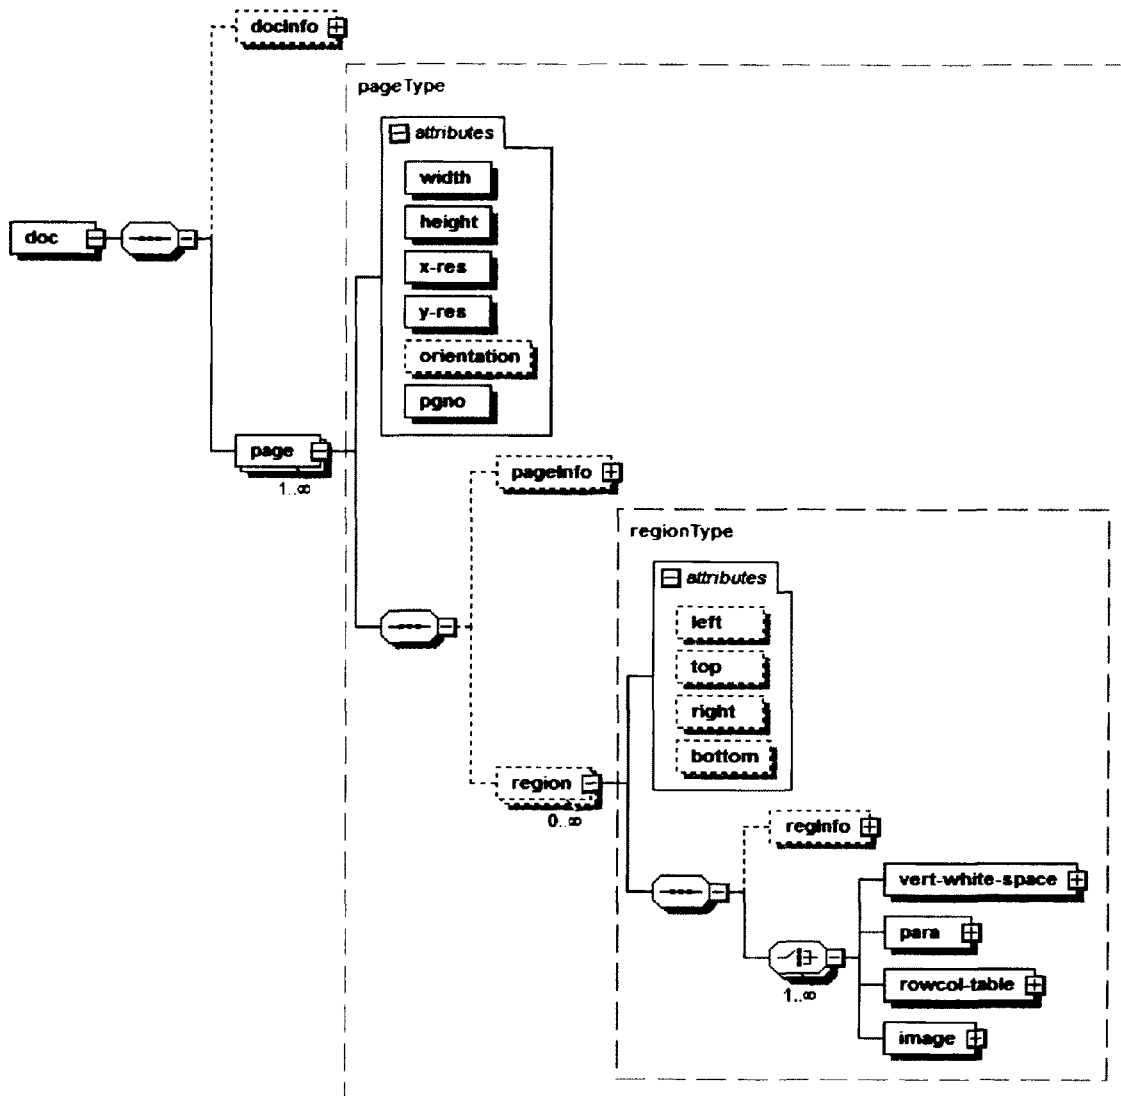 docInfo
pageType
attributes
width
height
doc
x-res
y-res
orientation
pgno
page
1..∞
pageInfo
regionType
attributes
left
top
right
bottom
region
0..∞
regInfo
vert-white-space
para
rowcol-table
1..∞
image